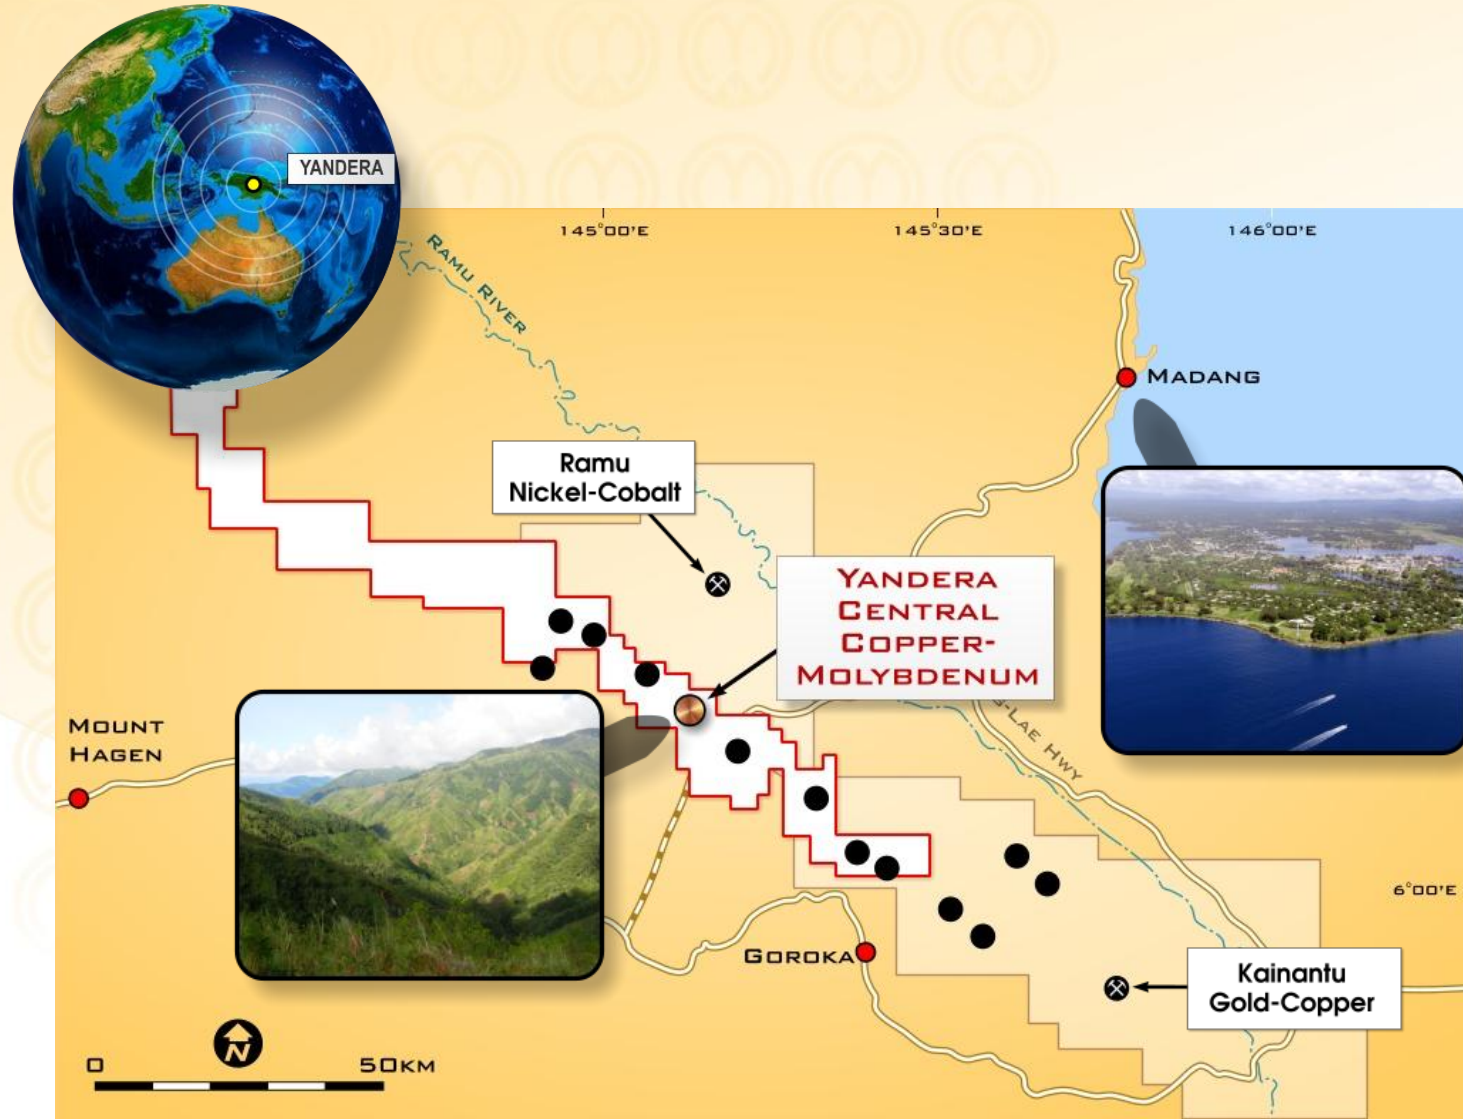 YANDERA
145°00'E
145°30'E
146°00'E
RAMU RIVER
MADANG
Ramu
Nickel-Cobalt
YANDERA
CENTRAL
COPPER-
MOLYBDENUM
G-LAE HWY
MOUNT
HAGEN
6°00'E
GOROKA
Kainantu
Gold-Copper
N
0
50KM